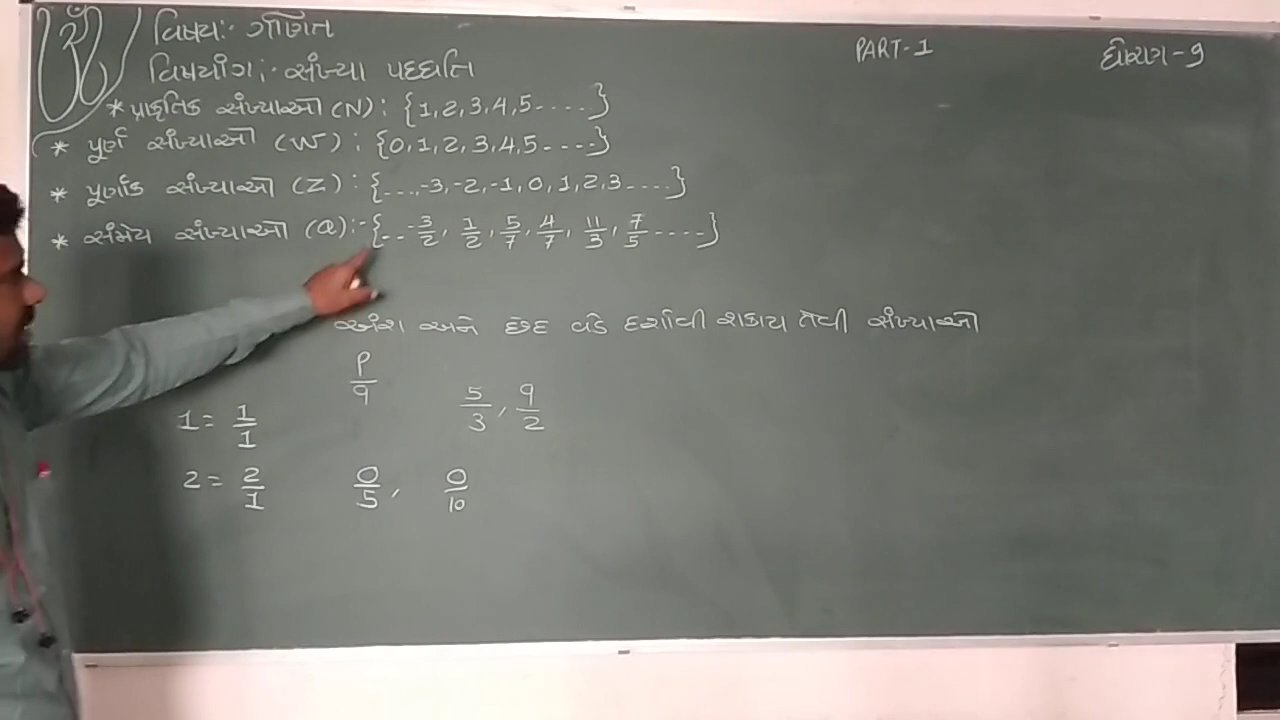 ૐ
વિષય:- ગણિત
PART-1
ધોરણ-9
વિષયાંગ:- સંખ્યા પદ્ધતિ
* પ્રાકૃતિક સંખ્યાઓ (N): {1,2,3,4,5-....}
* પૂર્ણ સંખ્યાઓ (W): {0,1,2,3,4,5-....}
* પૂર્ણાંક સંખ્યાઓ (Z): {....,-3,-2,-1,0,1,2,3....}
* સંમેય સંખ્યાઓ (Q):-{.. -3/2, 1/2, 5/7, 4/7, 11/3, 7/5 ....}
અંશ અને છેદ વડે દર્શાવી શકાય તેવી સંખ્યાઓ
p/q
1 = 1/1
5/3, 9/2
2 = 2/1
0/5, 0/10